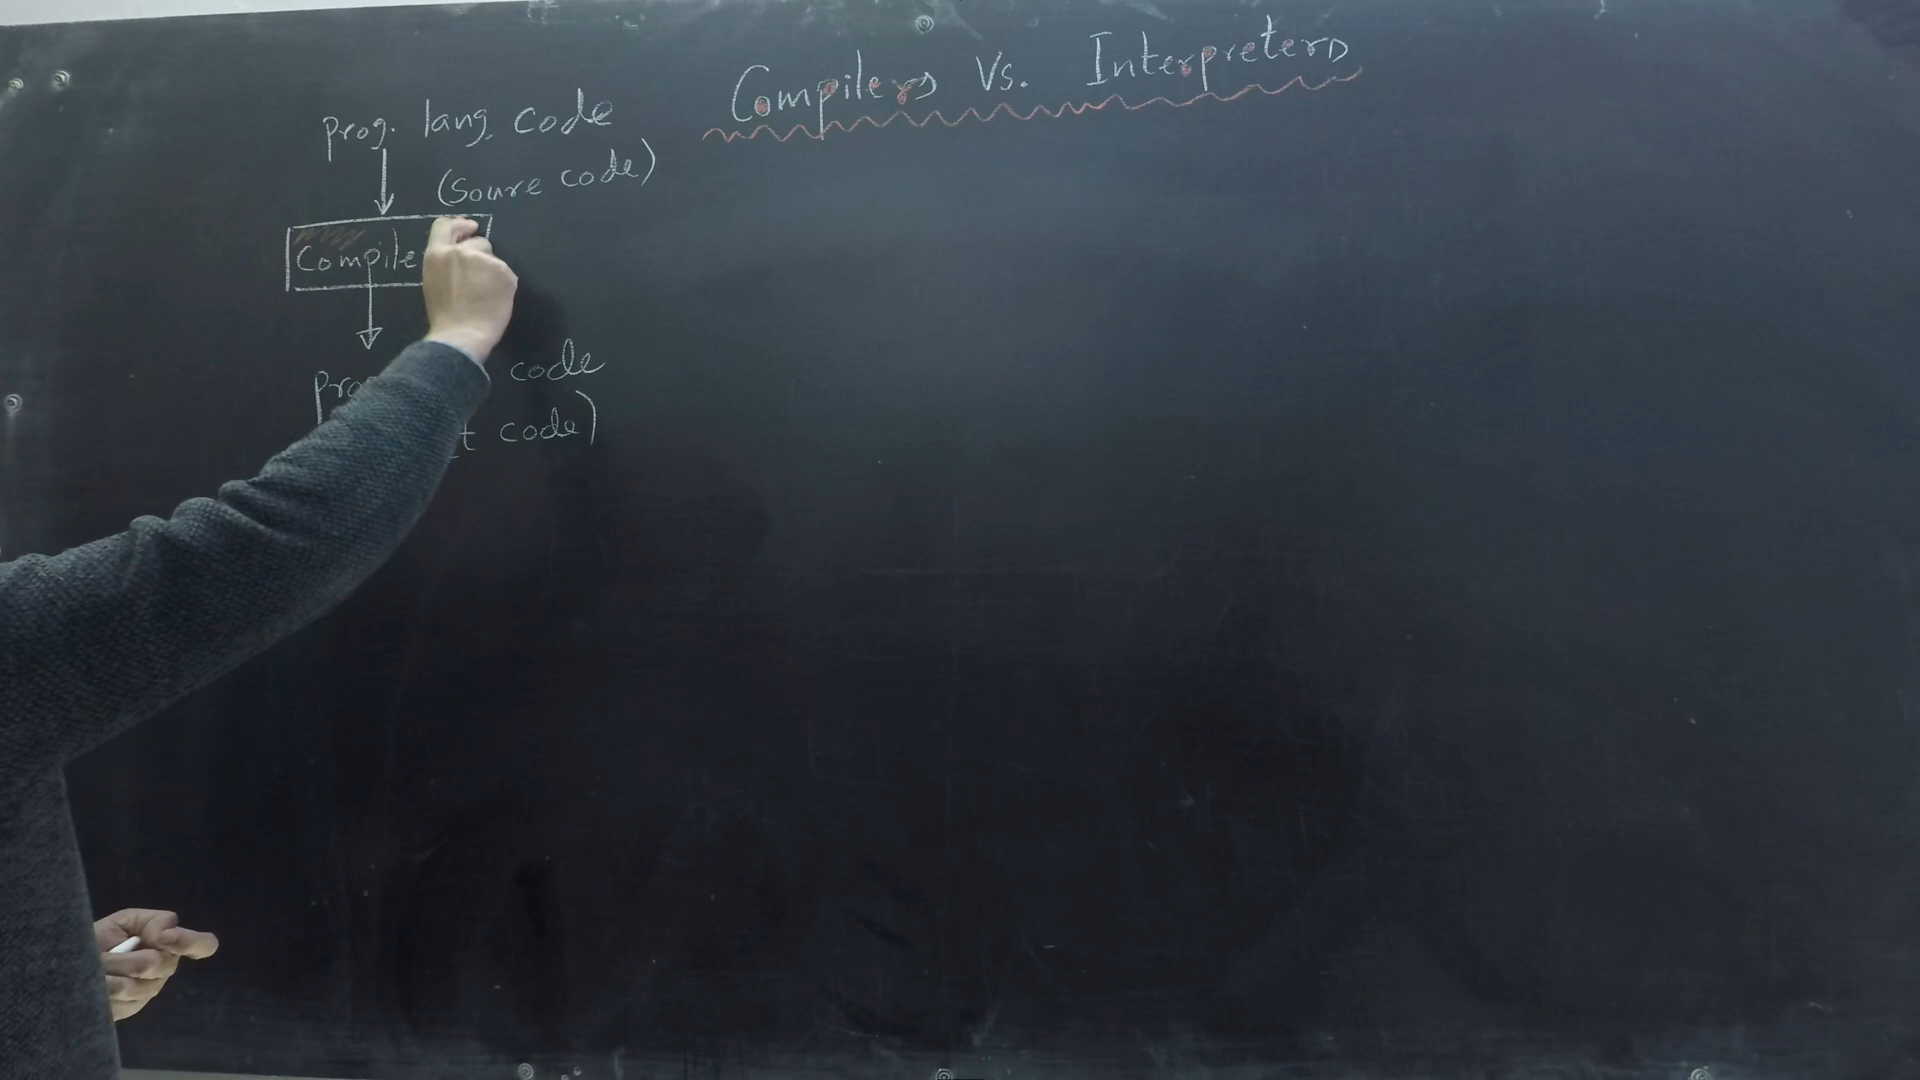 Compilers Vs. Interpreters
prog. lang. code
(Soure code)
Compile
code
code)